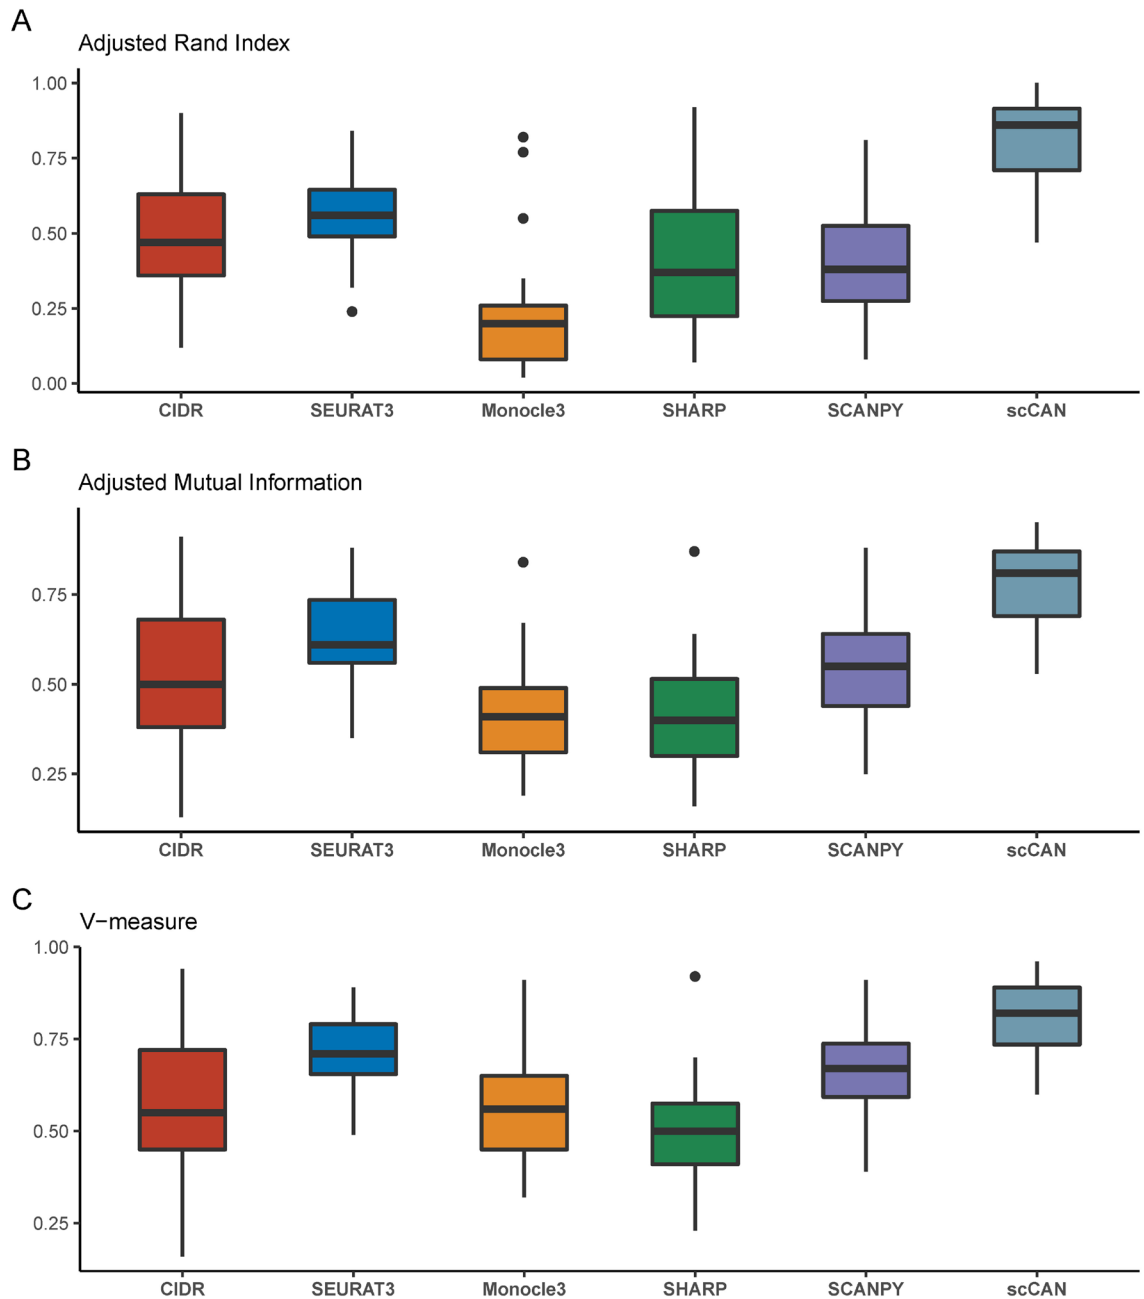 A
Adjusted Rand Index
1.00
0.75
0.50
0.25
0.00
CIDR SEURAT3 Monocle3 SHARP SCANPY scCAN
B
Adjusted Mutual Information
0.75
0.50
0.25
CIDR SEURAT3 Monocle3 SHARP SCANPY scCAN
C
V−measure
1.00
0.75
0.50
0.25
CIDR SEURAT3 Monocle3 SHARP SCANPY scCAN